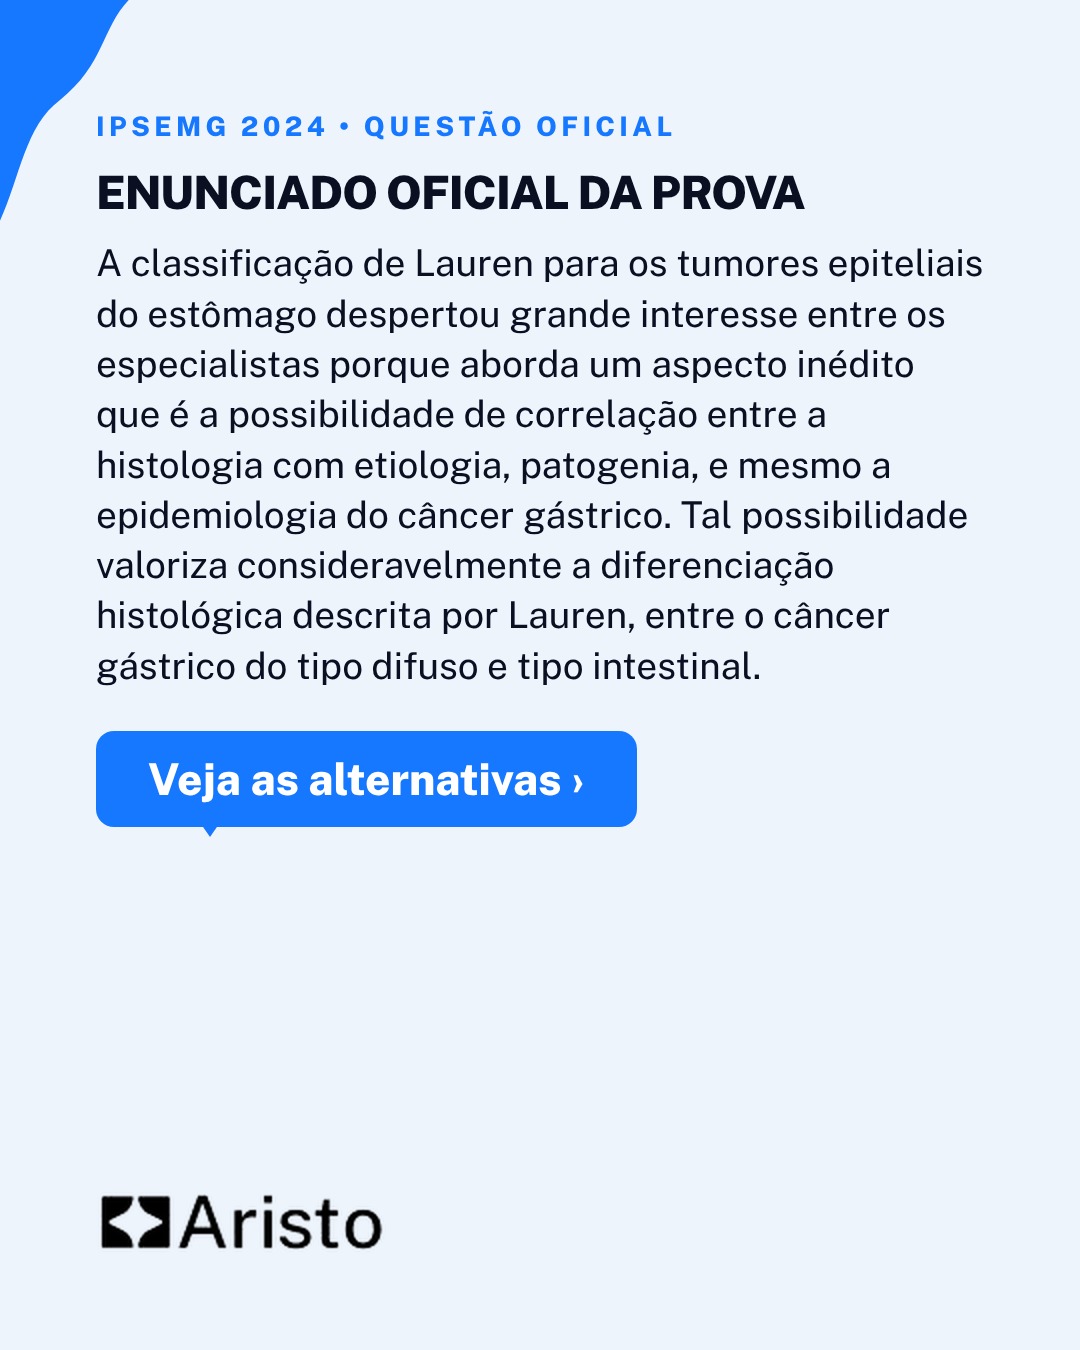 IPSEMG 2024 • QUESTÃO OFICIAL
ENUNCIADO OFICIAL DA PROVA
A classificação de Lauren para os tumores epiteliais
do estômago despertou grande interesse entre os
especialistas porque aborda um aspecto inédito
que é a possibilidade de correlação entre a
histologia com etiologia, patogenia, e mesmo a
epidemiologia do câncer gástrico. Tal possibilidade
valoriza consideravelmente a diferenciação
histológica descrita por Lauren, entre o câncer
gástrico do tipo difuso e tipo intestinal.
Veja as alternativas ›
Aristo